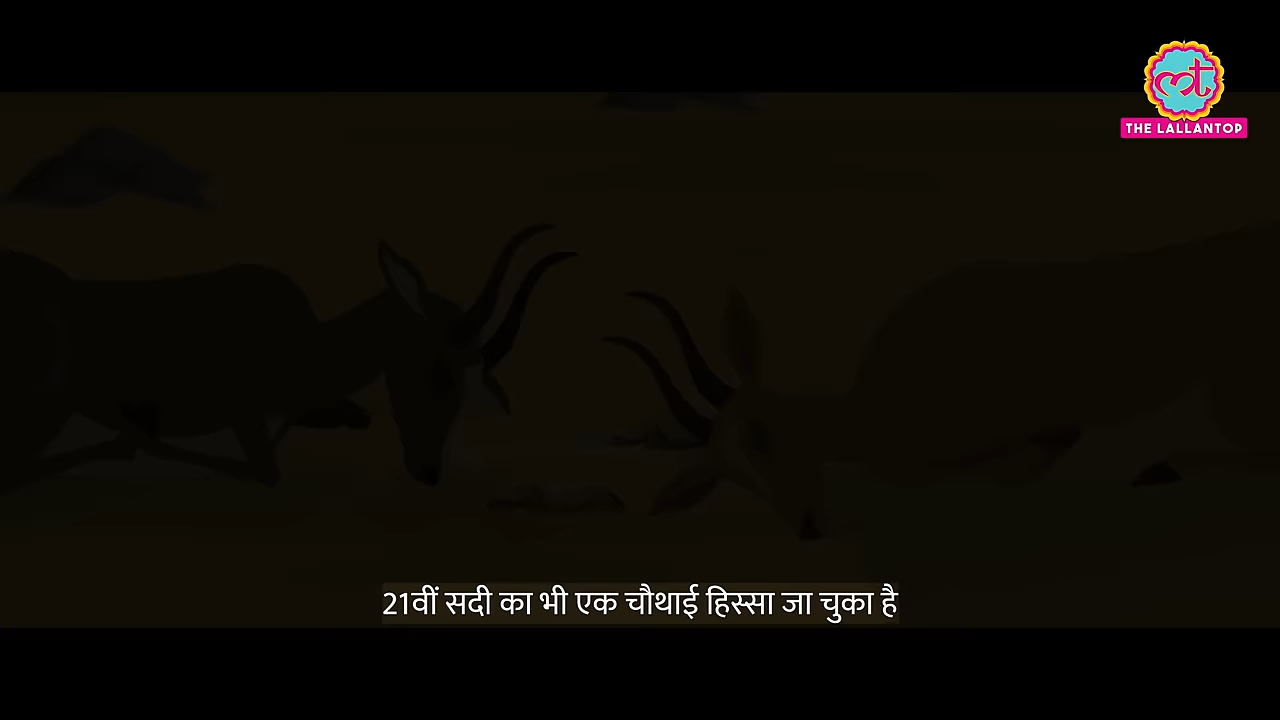 THE LALLANTOP
21वीं सदी का भी एक चौथाई हिस्सा जा चुका है